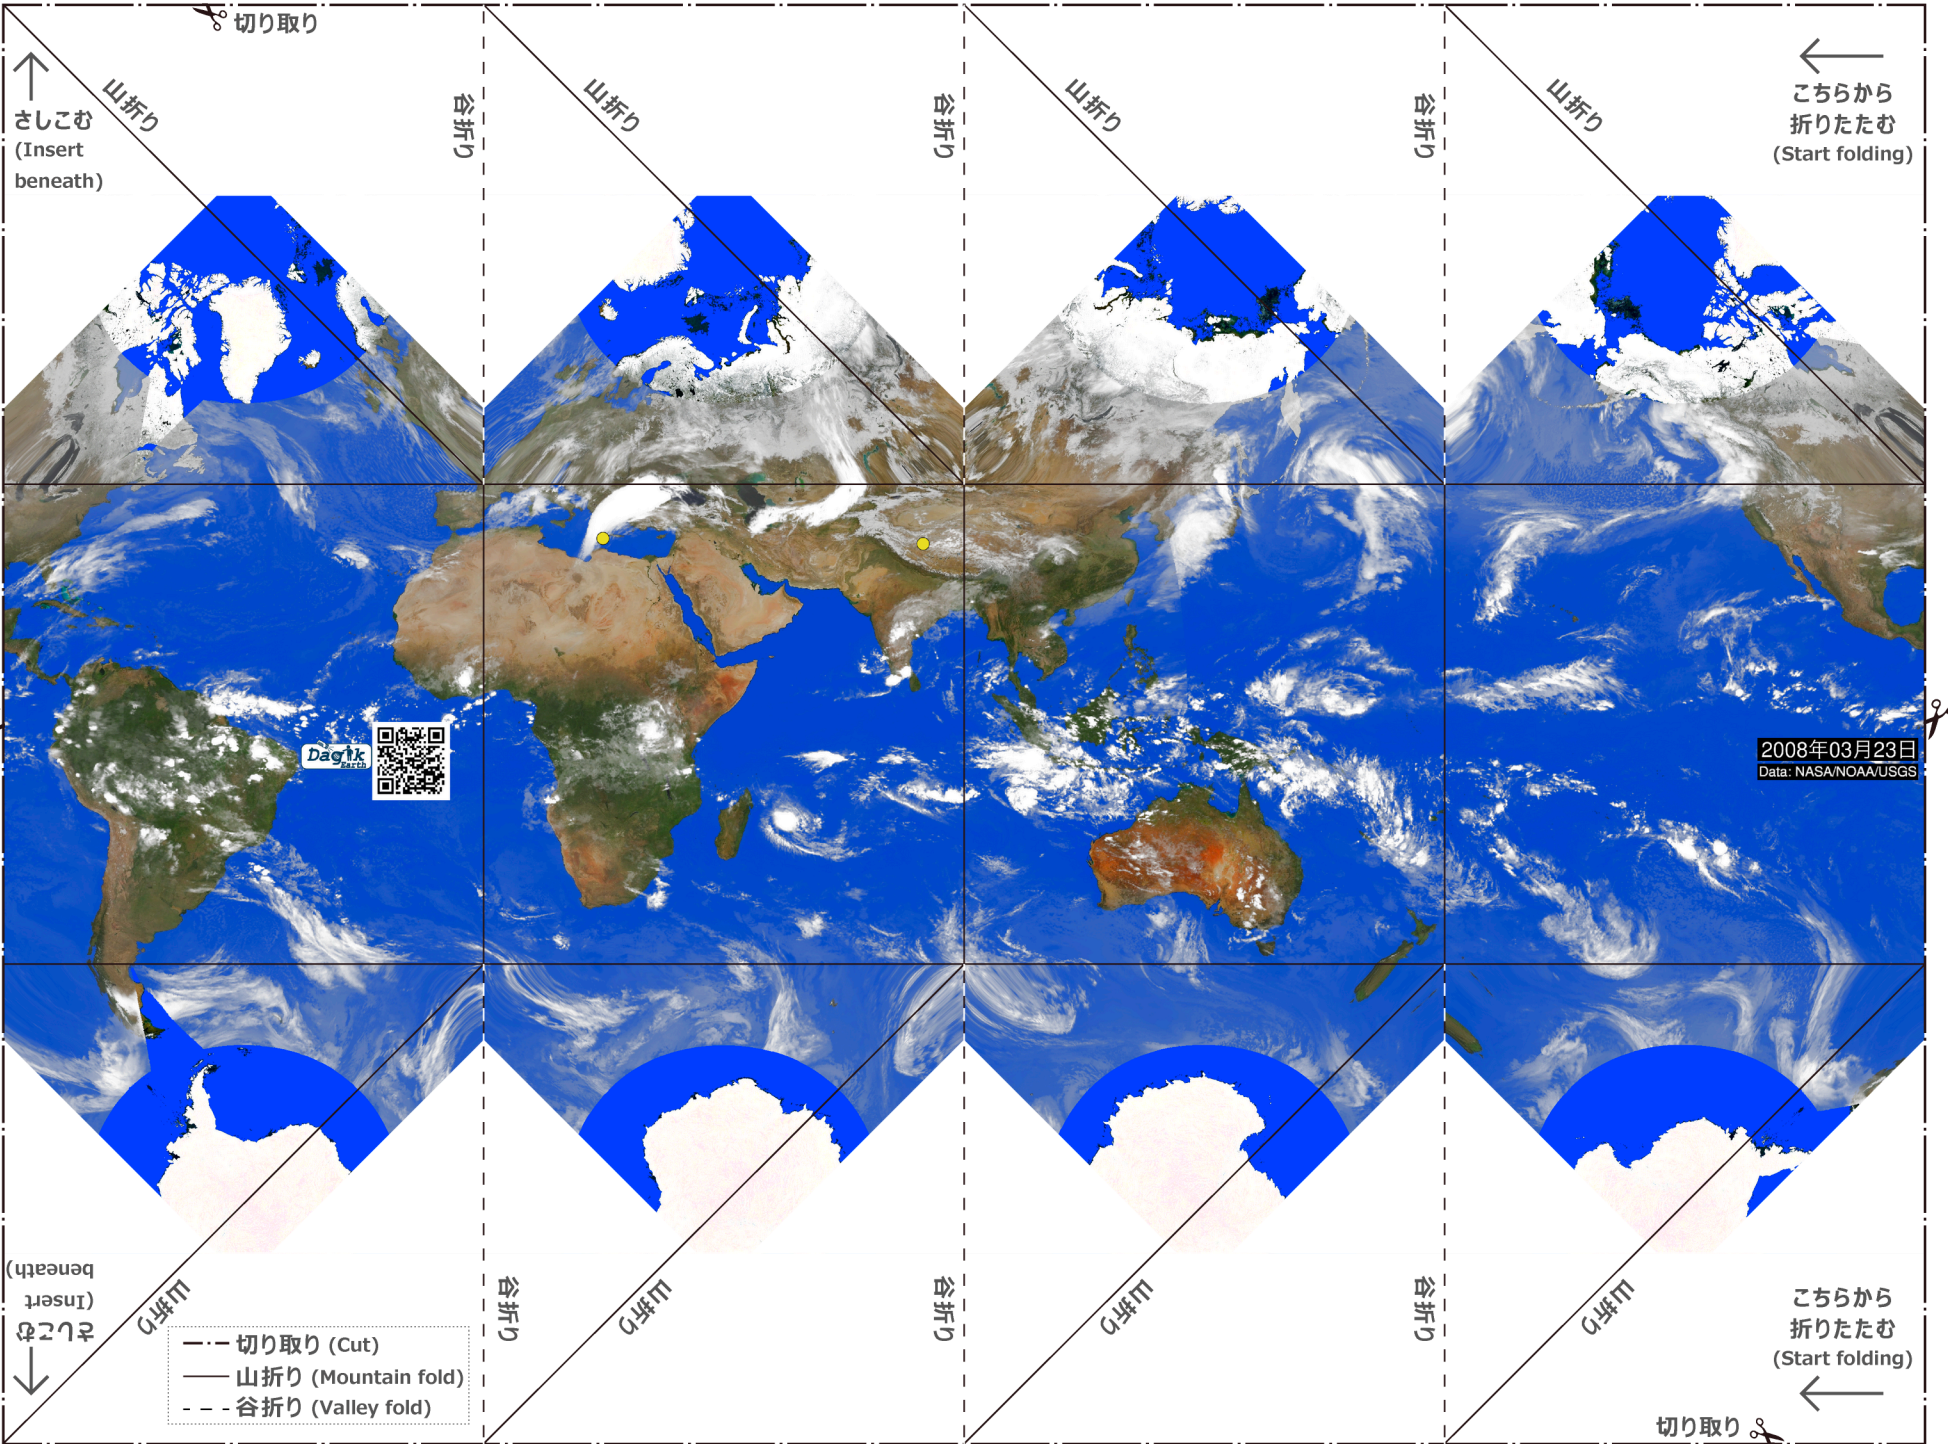 切り取り
山折り
谷折り
山折り
谷折り
山折り
谷折り
山折り
さしこむ
(Insert
beneath)
こちらから
折りたたむ
(Start folding)
Dagik
Earth
2008年03月23日
Data: NASA/NOAA/USGS
さしこむ
(Insert
beneath)
山折り
谷折り
山折り
谷折り
山折り
谷折り
山折り
こちらから
折りたたむ
(Start folding)
切り取り (Cut)
山折り (Mountain fold)
谷折り (Valley fold)
切り取り